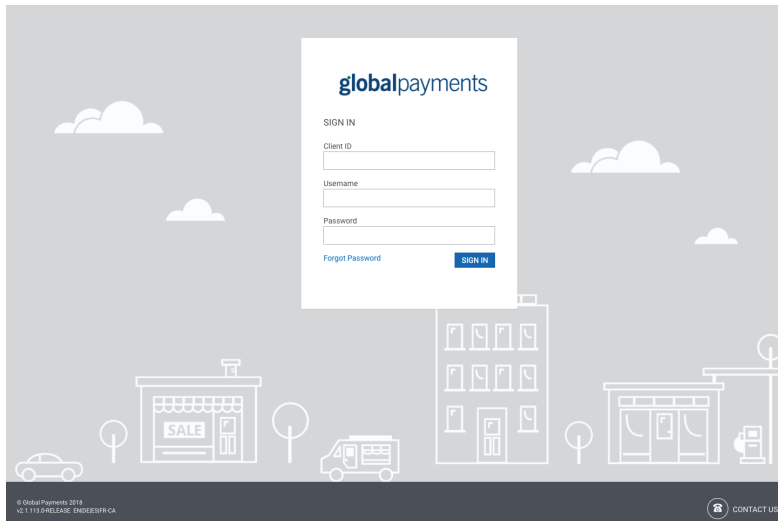 globalpayments
SIGN IN
Client ID
Username
Password
Forgot Password
SIGN IN
SALE
© Global Payments 2018
v2.1.113.0-RELEASE EN|DE|ES|FR-CA
CONTACT US